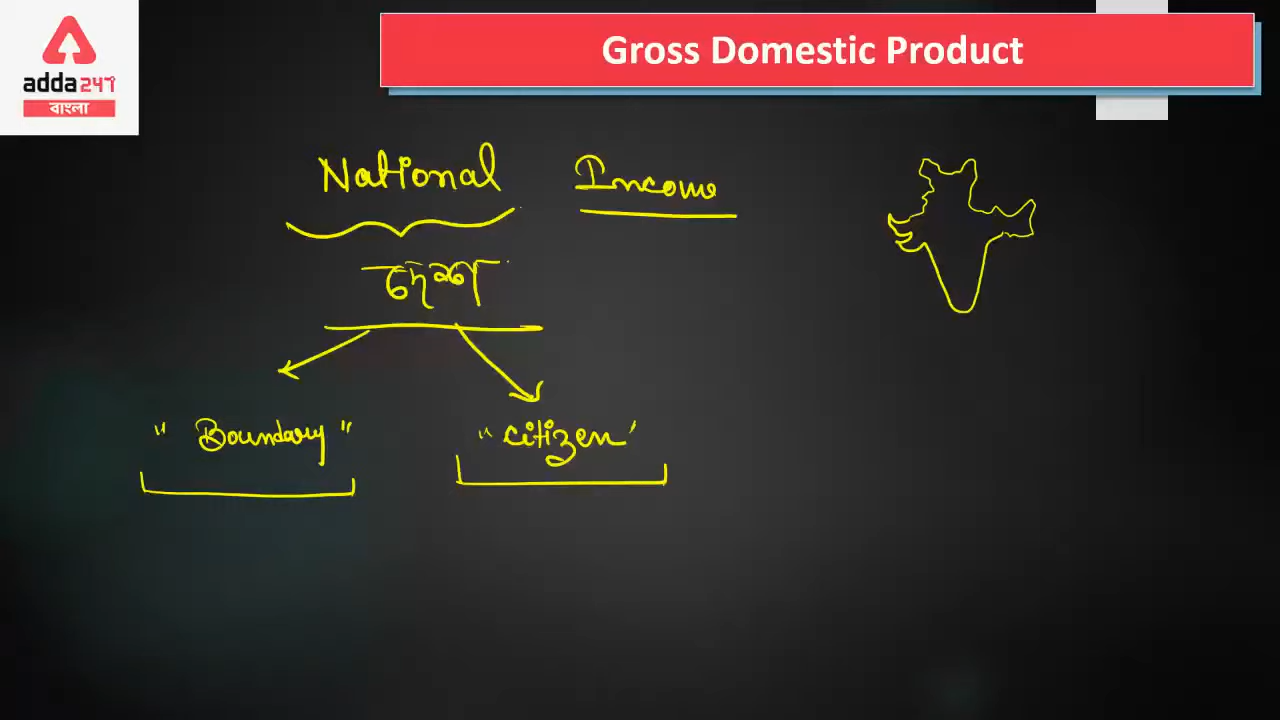 Gross Domestic Product
adda247
বাংলা
National Income
"Boundary" "Citizen'